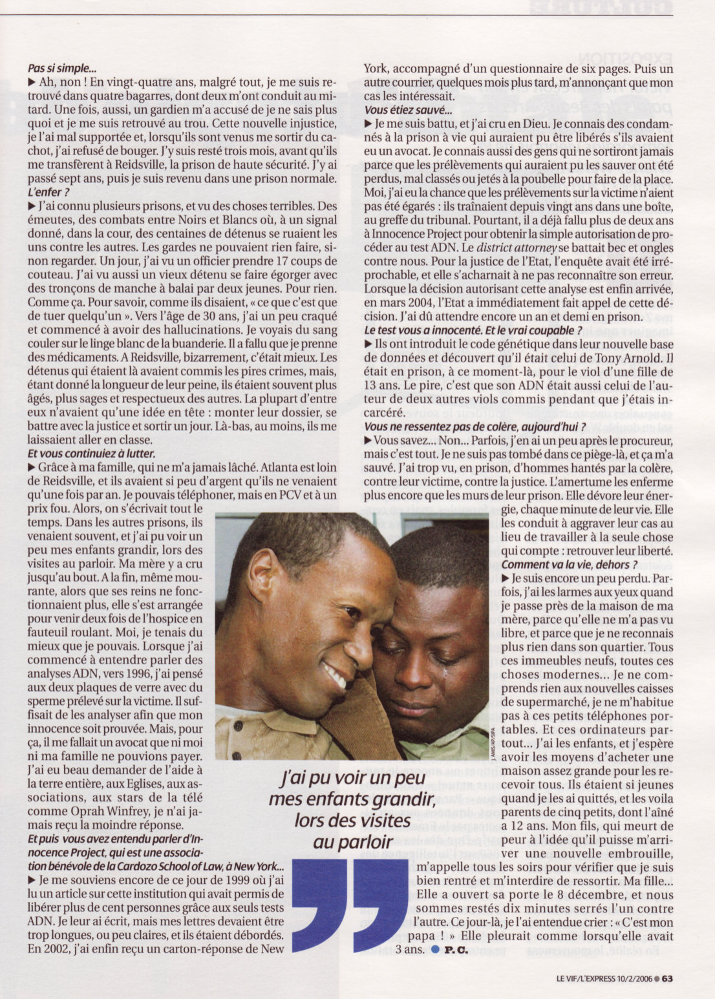 Pas si simple...
▶ Ah, non ! En vingt-quatre ans, malgré tout, je me suis re-
trouvé dans quatre bagarres, dont deux m'ont conduit au mi-
tard. Une fois, aussi, un gardien m'a accusé de je ne sais plus
quoi et je me suis retrouvé au trou. Cette nouvelle injustice,
je l'ai mal supportée et, lorsqu'ils sont venus me sortir du ca-
chot, j'ai refusé de bouger. J'y suis resté trois mois, avant qu'ils
me transfèrent à Reidsville, la prison de haute sécurité. J'y ai
passé sept ans, puis je suis revenu dans une prison normale.
L'enfer ?
▶ J'ai connu plusieurs prisons, et vu des choses terribles. Des
émeutes, des combats entre Noirs et Blancs où, à un signal
donné, dans la cour, des centaines de détenus se ruaient les
uns contre les autres. Les gardes ne pouvaient rien faire, si-
non regarder. Un jour, j'ai vu un officier prendre 17 coups de
couteau. J'ai vu aussi un vieux détenu se faire égorger avec
des tronçons de manche à balai par deux jeunes. Pour rien.
Comme ça. Pour savoir, comme ils disaient, « ce que c'est que
de tuer quelqu'un ». Vers l'âge de 30 ans, j'ai un peu craqué
et commencé à avoir des hallucinations. Je voyais du sang
couler sur le linge blanc de la buanderie. Il a fallu que je prenne
des médicaments. A Reidsville, bizarrement, c'était mieux. Les
détenus qui étaient là avaient commis les pires crimes, mais,
étant donné la longueur de leur peine, ils étaient souvent plus
âgés, plus sages et respectueux des autres. La plupart d'entre
eux n'avaient qu'une idée en tête : monter leur dossier, se
battre avec la justice et sortir un jour. Là-bas, au moins, ils me
laissaient aller en classe.
Et vous continuiez à lutter.
▶ Grâce à ma famille, qui ne m'a jamais lâché. Atlanta est loin
de Reidsville, et ils avaient si peu d'argent qu'ils ne venaient
qu'une fois par an. Je pouvais téléphoner, mais en PCV et à un
prix fou. Alors, on s'écrivait tout le
temps. Dans les autres prisons, ils
venaient souvent, et j'ai pu voir un
peu mes enfants grandir, lors des
visites au parloir. Ma mère y a cru
jusqu'au bout. A la fin, même mou-
rante, alors que ses reins ne fonc-
tionnaient plus, elle s'est arrangée
pour venir deux fois de l'hospice en
fauteuil roulant. Moi, je tenais du
mieux que je pouvais. Lorsque j'ai
commencé à entendre parler des
analyses ADN, vers 1996, j'ai pensé
aux deux plaques de verre avec du
sperme prélevé sur la victime. Il suf-
fisait de les analyser afin que mon
innocence soit prouvée. Mais, pour
ça, il me fallait un avocat que ni moi
ni ma famille ne pouvions payer.
J'ai eu beau demander de l'aide à
la terre entière, aux Eglises, aux as-
sociations, aux stars de la télé
comme Oprah Winfrey, je n'ai ja-
mais reçu la moindre réponse.
Et puis vous avez entendu parler d'In-
nocence Project, qui est une associa-
tion bénévole de la Cardozo School of Law, à New York...
▶ Je me souviens encore de ce jour de 1999 où j'ai
lu un article sur cette institution qui avait permis de
libérer plus de cent personnes grâce aux seuls tests
ADN. Je leur ai écrit, mais mes lettres devaient être
trop longues, ou peu claires, et ils étaient débordés.
En 2002, j'ai enfin reçu un carton-réponse de New
York, accompagné d'un questionnaire de six pages. Puis un
autre courrier, quelques mois plus tard, m'annonçant que mon
cas les intéressait.
Vous étiez sauvé...
▶ Je me suis battu, et j'ai cru en Dieu. Je connais des condam-
nés à la prison à vie qui auraient pu être libérés s'ils avaient
eu un avocat. Je connais aussi des gens qui ne sortiront jamais
parce que les prélèvements qui auraient pu les sauver ont été
perdus, mal classés ou jetés à la poubelle pour faire de la place.
Moi, j'ai eu la chance que les prélèvements sur la victime n'aient
pas été égarés : ils traînaient depuis vingt ans dans une boîte,
au greffe du tribunal. Pourtant, il a déjà fallu plus de deux ans
à Innocence Project pour obtenir la simple autorisation de pro-
céder au test ADN. Le district attorney se battait bec et ongles
contre nous. Pour la justice de l'Etat, l'enquête avait été irré-
prochable, et elle s'acharnait à ne pas reconnaître son erreur.
Lorsque la décision autorisant cette analyse est enfin arrivée,
en mars 2004, l'Etat a immédiatement fait appel de cette dé-
cision. J'ai dû attendre encore un an et demi en prison.
Le test vous a innocenté. Et le vrai coupable ?
▶ Ils ont introduit le code génétique dans leur nouvelle base
de données et découvert qu'il était celui de Tony Arnold. Il
était en prison, à ce moment-là, pour le viol d'une fille de
13 ans. Le pire, c'est que son ADN était aussi celui de l'au-
teur de deux autres viols commis pendant que j'étais in-
carcéré.
Vous ne ressentez pas de colère, aujourd'hui ?
▶ Vous savez... Non... Parfois, j'en ai un peu après le procureur,
mais c'est tout. Je ne suis pas tombé dans ce piège-là, et ça m'a
sauvé. J'ai trop vu, en prison, d'hommes hantés par la colère,
contre leur victime, contre la justice. L'amertume les enferme
plus encore que les murs de leur prison. Elle dévore leur éner-
gie, chaque minute de leur vie. Elle
les conduit à aggraver leur cas au
lieu de travailler à la seule chose
qui compte : retrouver leur liberté.
Comment va la vie, dehors ?
▶ Je suis encore un peu perdu. Par-
fois, j'ai les larmes aux yeux quand
je passe près de la maison de ma
mère, parce qu'elle ne m'a pas vu
libre, et parce que je ne reconnais
plus rien dans son quartier. Tous
ces immeubles neufs, toutes ces
choses modernes... Je ne com-
prends rien aux nouvelles caisses
de supermarché, je ne m'habitue
pas à ces petits téléphones por-
tables. Et ces ordinateurs par-
tout... J'ai les enfants, et j'espère
avoir les moyens d'acheter une
maison assez grande pour les re-
cevoir tous. Ils étaient si jeunes
quand je les ai quittés, et les voila
parents de cinq petits, dont l'aîné
a 12 ans. Mon fils, qui meurt de
peur à l'idée qu'il puisse m'arri-
ver une nouvelle embrouille,
m'appelle tous les soirs pour vérifier que je suis
bien rentré et m'interdire de ressortir. Ma fille...
Elle a ouvert sa porte le 8 décembre, et nous
sommes restés dix minutes serrés l'un contre
l'autre. Ce jour-là, je l'ai entendue crier : « C'est mon
papa ! » Elle pleurait comme lorsqu'elle avait
3 ans. ● P. C.
J. AMIS/AP/SIPA
J'ai pu voir un peu
mes enfants grandir,
lors des visites
au parloir
”
LE VIF/L'EXPRESS 10/2/2006 ● 63